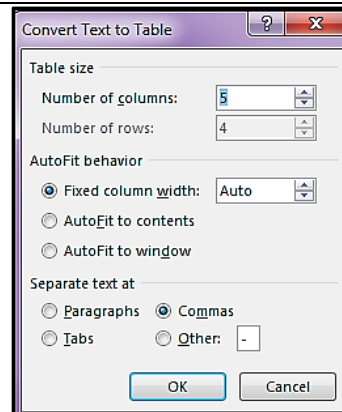 Convert Text to Table ? X
Table size
Number of columns: 5
Number of rows: 4
AutoFit behavior
Fixed column width: Auto
AutoFit to contents
AutoFit to window
Separate text at
Paragraphs Commas
Tabs Other: -
OK Cancel